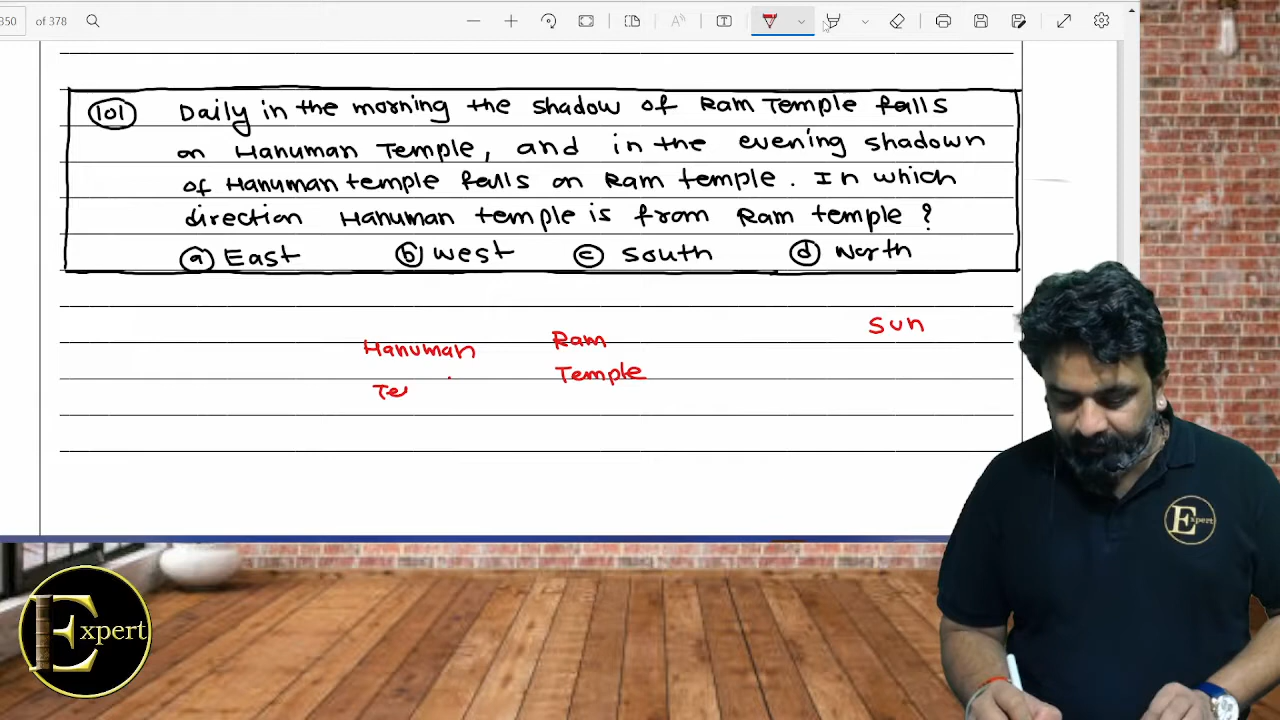 350 of 378
101 Daily in the morning the shadow of Ram Temple falls
on Hanuman Temple, and in the evening shadown
of Hanuman temple falls on Ram temple. In which
direction Hanuman temple is from Ram temple ?
a East b west c South d North
Sun
Hanuman Ram
Te Temple
Expert
Expert